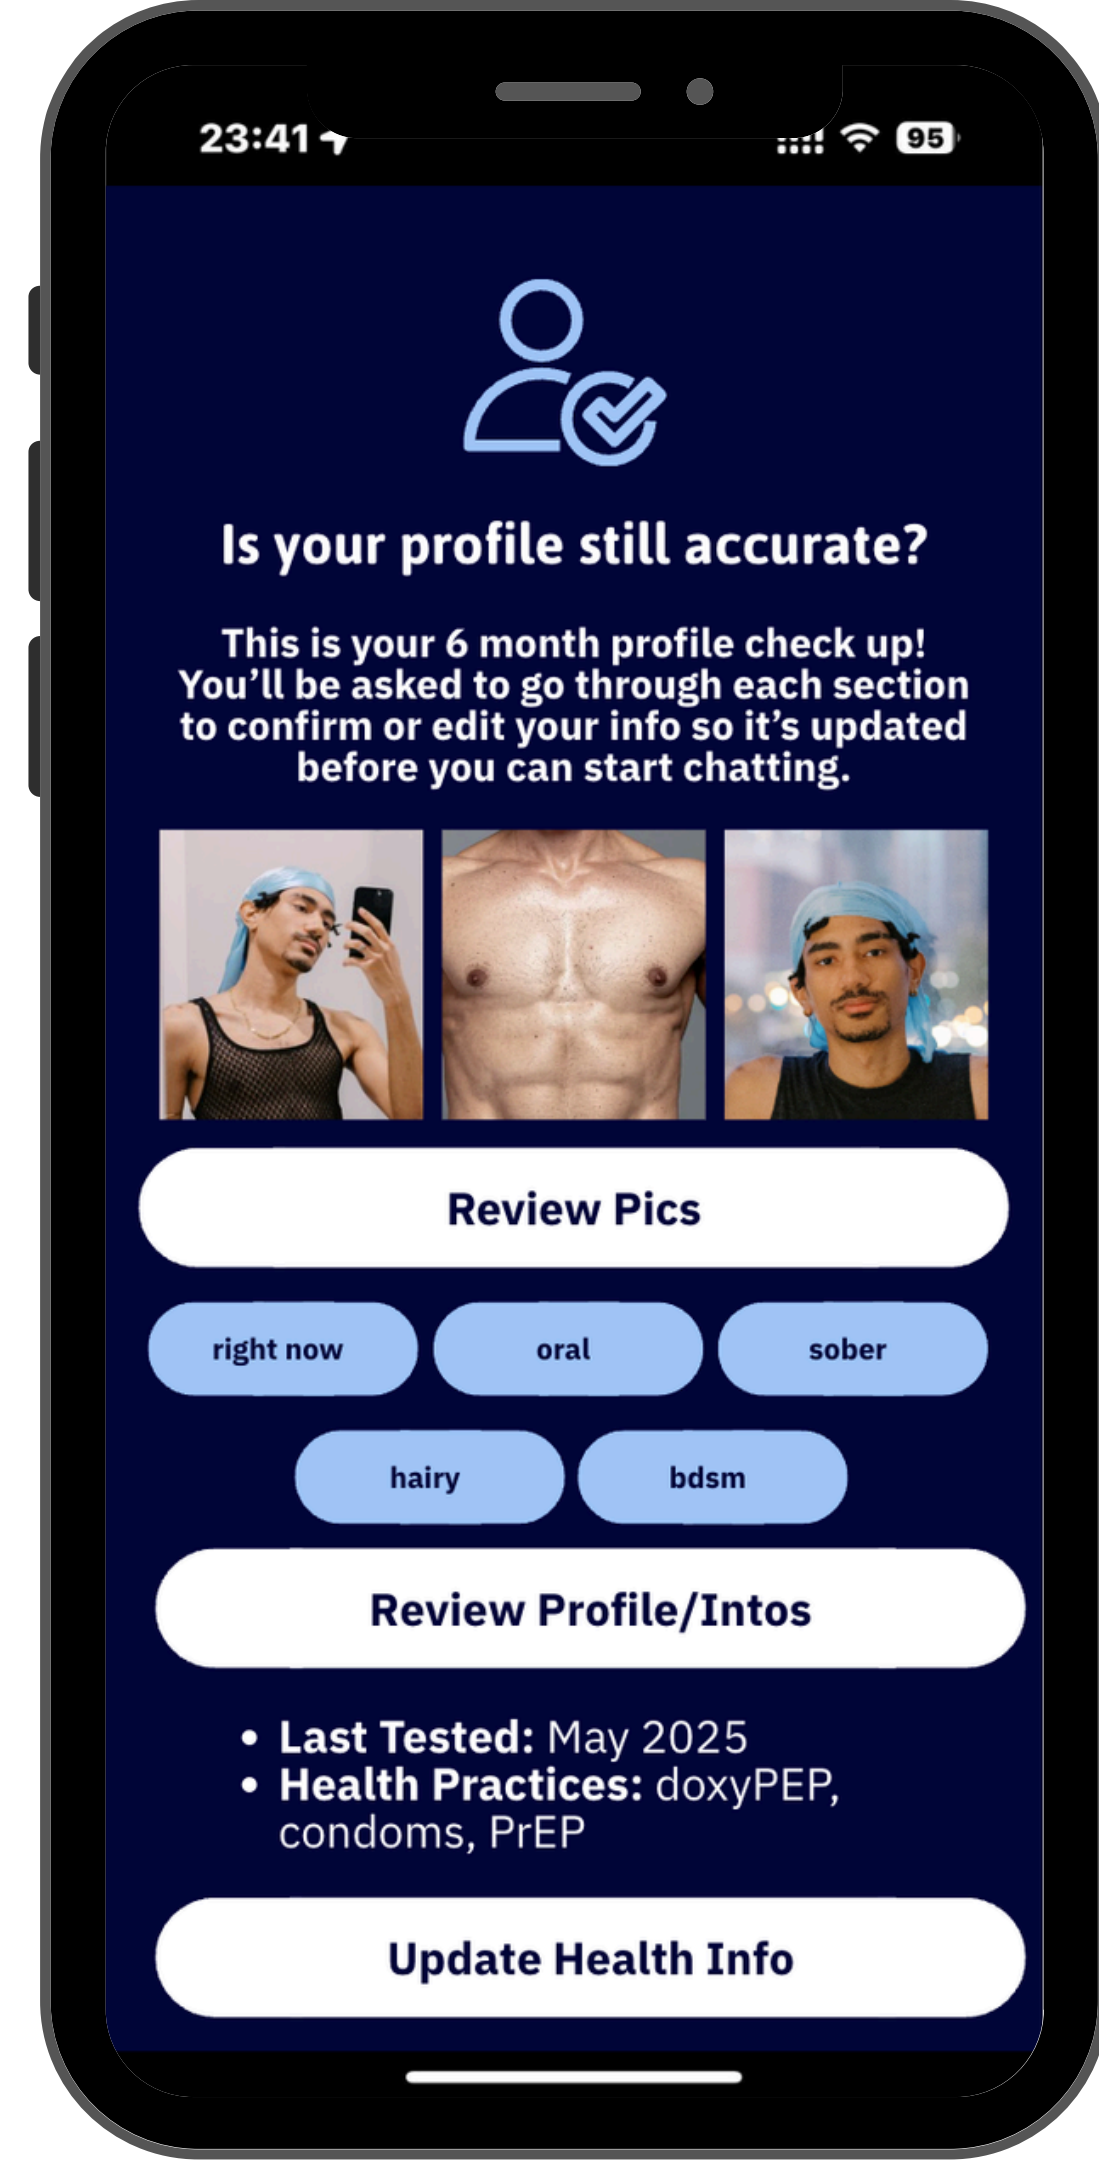 23:41
95
Is your profile still accurate?
This is your 6 month profile check up!
You’ll be asked to go through each section
to confirm or edit your info so it’s updated
before you can start chatting.
Review Pics
right now
oral
sober
hairy
bdsm
Review Profile/Intos
• Last Tested: May 2025
• Health Practices: doxyPEP,
condoms, PrEP
Update Health Info